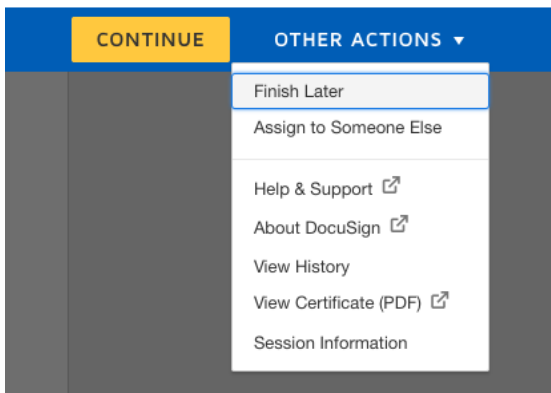 CONTINUE OTHER ACTIONS
Finish Later
Assign to Someone Else
Help & Support
About DocuSign
View History
View Certificate (PDF)
Session Information